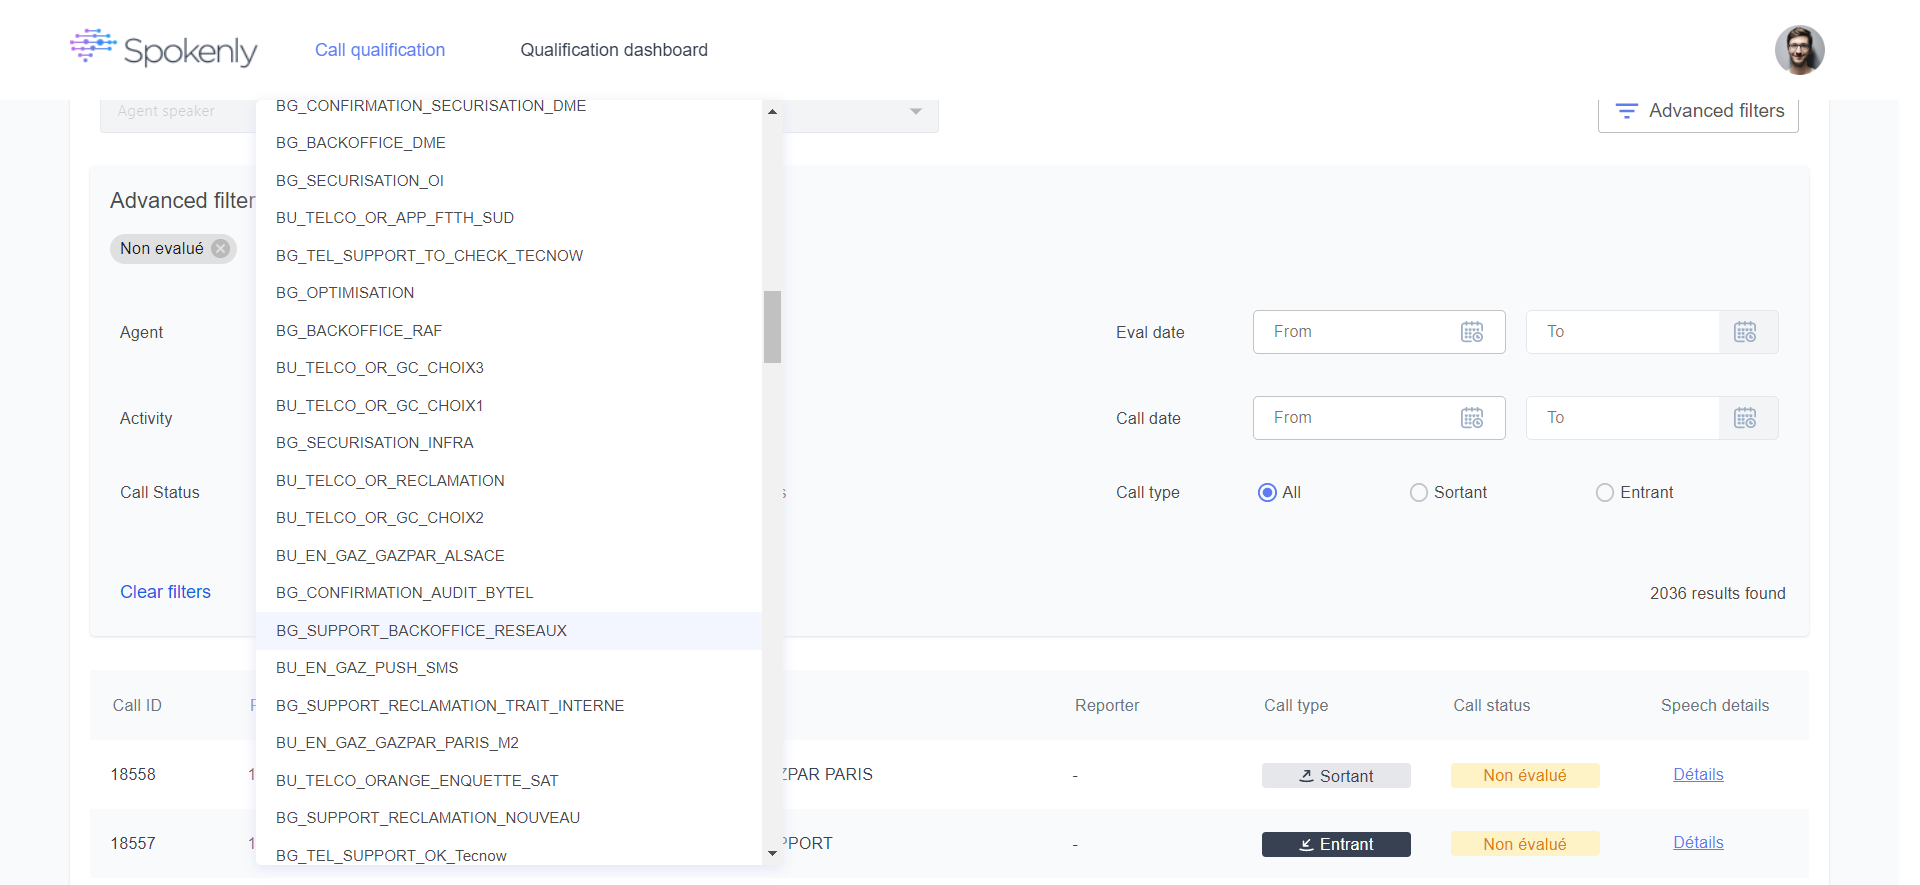 Spokenly
Call qualification
Qualification dashboard
Agent speaker
Advanced filters
BG_CONFIRMATION_SECURISATION_DME
BG_BACKOFFICE_DME
BG_SECURISATION_OI
BU_TELCO_OR_APP_FTTH_SUD
BG_TEL_SUPPORT_TO_CHECK_TECNOW
BG_OPTIMISATION
BG_BACKOFFICE_RAF
BU_TELCO_OR_GC_CHOIX3
BU_TELCO_OR_GC_CHOIX1
BG_SECURISATION_INFRA
BU_TELCO_OR_RECLAMATION
BU_TELCO_OR_GC_CHOIX2
BU_EN_GAZ_GAZPAR_ALSACE
BG_CONFIRMATION_AUDIT_BYTEL
BG_SUPPORT_BACKOFFICE_RESEAUX
BU_EN_GAZ_PUSH_SMS
BG_SUPPORT_RECLAMATION_TRAIT_INTERNE
BU_EN_GAZ_GAZPAR_PARIS_M2
BU_TELCO_ORANGE_ENQUETTE_SAT
BG_SUPPORT_RECLAMATION_NOUVEAU
BG_TEL_SUPPORT_OK_Tecnow
Advanced filter
Non evalué
Agent
Eval date
From
To
Activity
Call date
From
To
Call Status
Call type
All
Sortant
Entrant
Clear filters
2036 results found
Call ID
Reporter
Call type
Call status
Speech details
18558
ZPAR PARIS
-
Sortant
Non évalué
Détails
18557
PPORT
-
Entrant
Non évalué
Détails